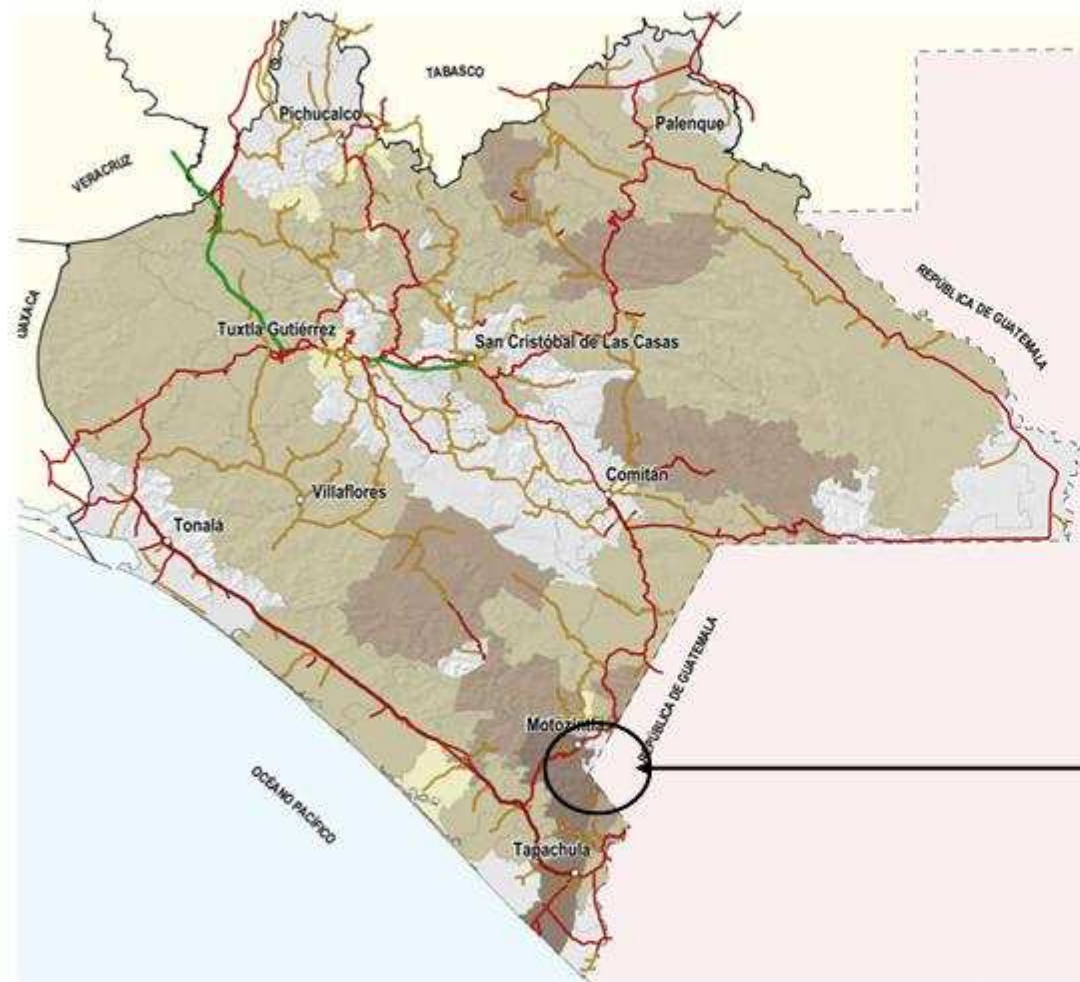 TABASCO
Pichucalco
Palenque
VERACRUZ
OAXACA
REPÚBLICA DE GUATEMALA
Tuxtla Gutiérrez
San Cristóbal de Las Casas
Comitán
Villaflores
Tonalá
REPÚBLICA DE GUATEMALA
Motozintla
OCÉANO PACÍFICO
Tapachula